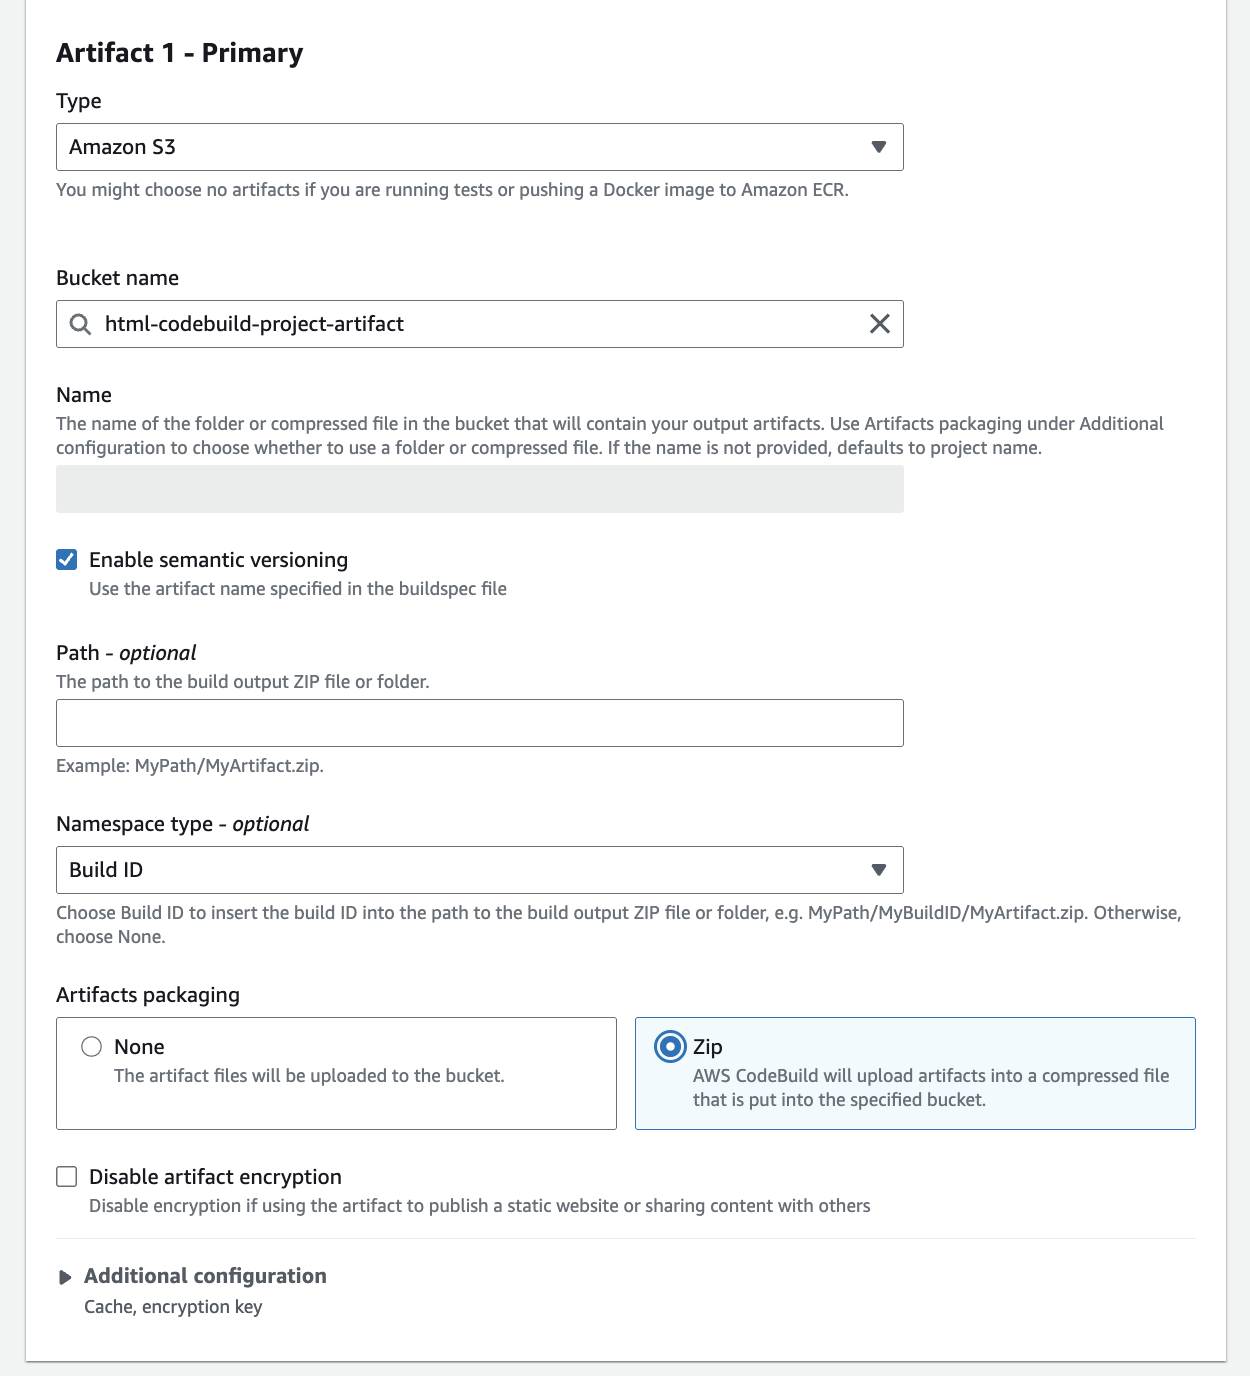 Artifact 1 - Primary
Type
Amazon S3
You might choose no artifacts if you are running tests or pushing a Docker image to Amazon ECR.
Bucket name
html-codebuild-project-artifact
Name
The name of the folder or compressed file in the bucket that will contain your output artifacts. Use Artifacts packaging under Additional
configuration to choose whether to use a folder or compressed file. If the name is not provided, defaults to project name.
Enable semantic versioning
Use the artifact name specified in the buildspec file
Path - optional
The path to the build output ZIP file or folder.
Example: MyPath/MyArtifact.zip.
Namespace type - optional
Build ID
Choose Build ID to insert the build ID into the path to the build output ZIP file or folder, e.g. MyPath/MyBuildID/MyArtifact.zip. Otherwise,
choose None.
Artifacts packaging
None
The artifact files will be uploaded to the bucket.
Zip
AWS CodeBuild will upload artifacts into a compressed file
that is put into the specified bucket.
Disable artifact encryption
Disable encryption if using the artifact to publish a static website or sharing content with others
Additional configuration
Cache, encryption key